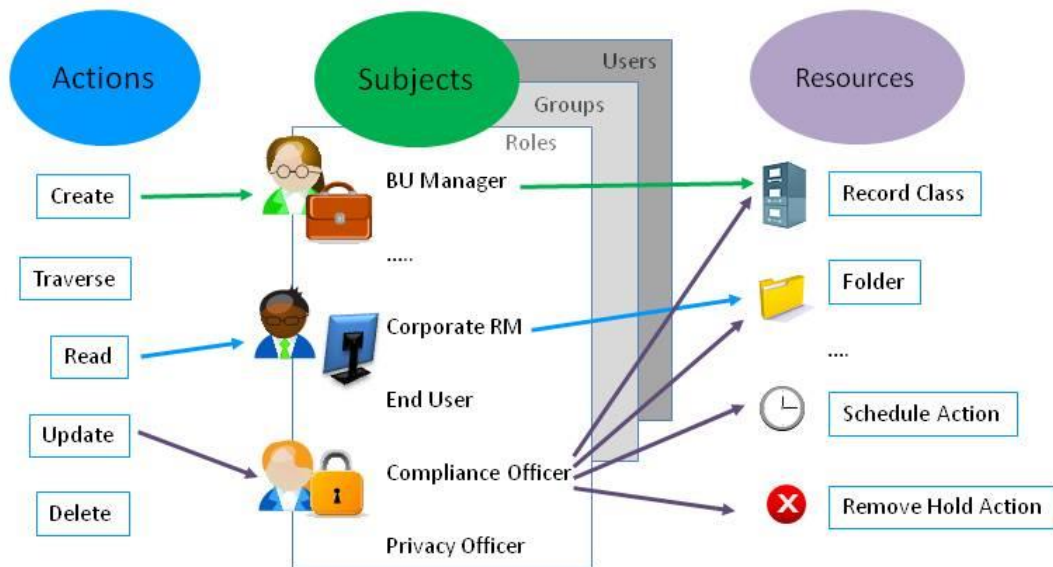 Actions
Subjects
Users
Groups
Roles
Resources
Create
Traverse
Read
Update
Delete
BU Manager
.....
Corporate RM
End User
Compliance Officer
Privacy Officer
Record Class
Folder
....
Schedule Action
Remove Hold Action